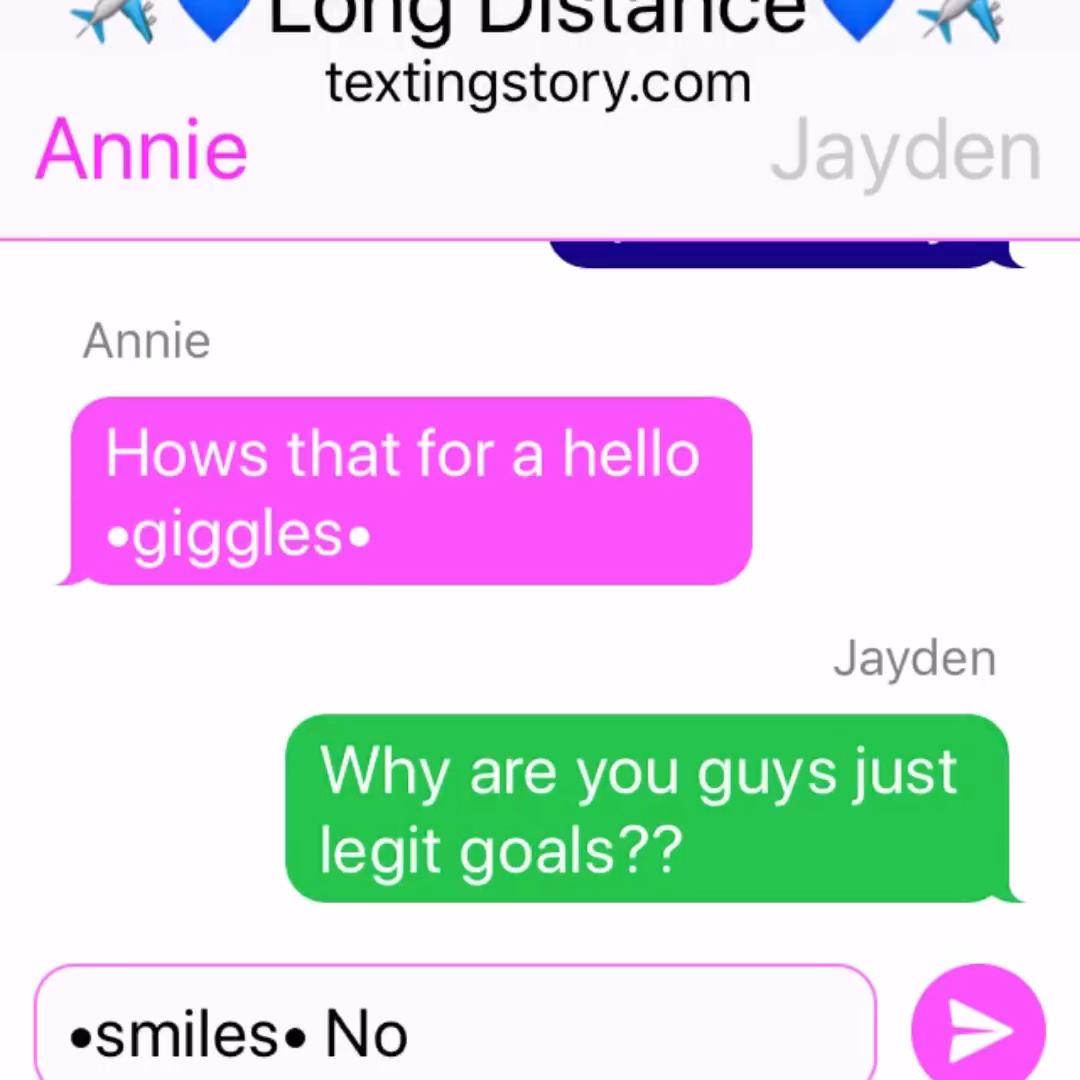 ✈️💙Long Distance💙✈️
textingstory.com
Annie Jayden
Annie
Hows that for a hello
•giggles•
Jayden
Why are you guys just
legit goals??
•smiles• No